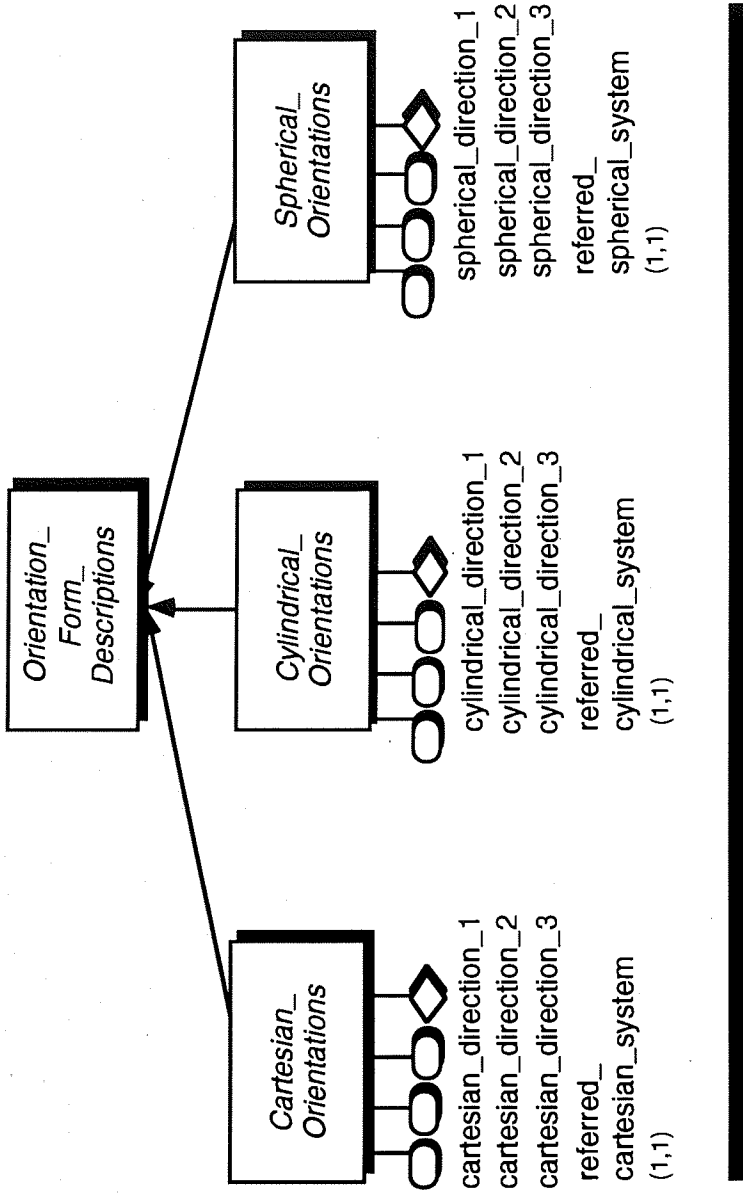 Orientation_
Form_
Descriptions
Cartesian_
Orientations
cartesian_direction_1
cartesian_direction_2
cartesian_direction_3
referred_
cartesian_system
(1,1)
Cylindrical_
Orientations
cylindrical_direction_1
cylindrical_direction_2
cylindrical_direction_3
referred_
cylindrical_system
(1,1)
Spherical_
Orientations
spherical_direction_1
spherical_direction_2
spherical_direction_3
referred_
spherical_system
(1,1)